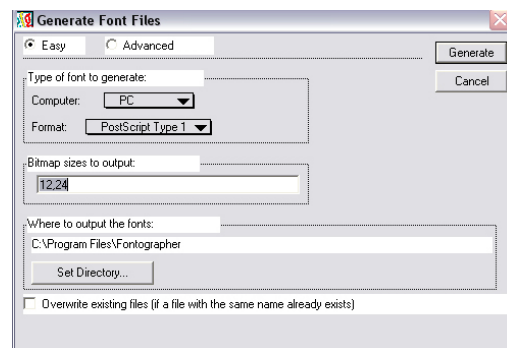 Generate Font Files
Easy Advanced
Generate
Type of font to generate:
Cancel
Computer: PC
Format: PostScript Type 1
Bitmap sizes to output:
12,24
Where to output the fonts:
C:\Program Files\Fontographer
Set Directory...
Overwrite existing files (if a file with the same name already exists)